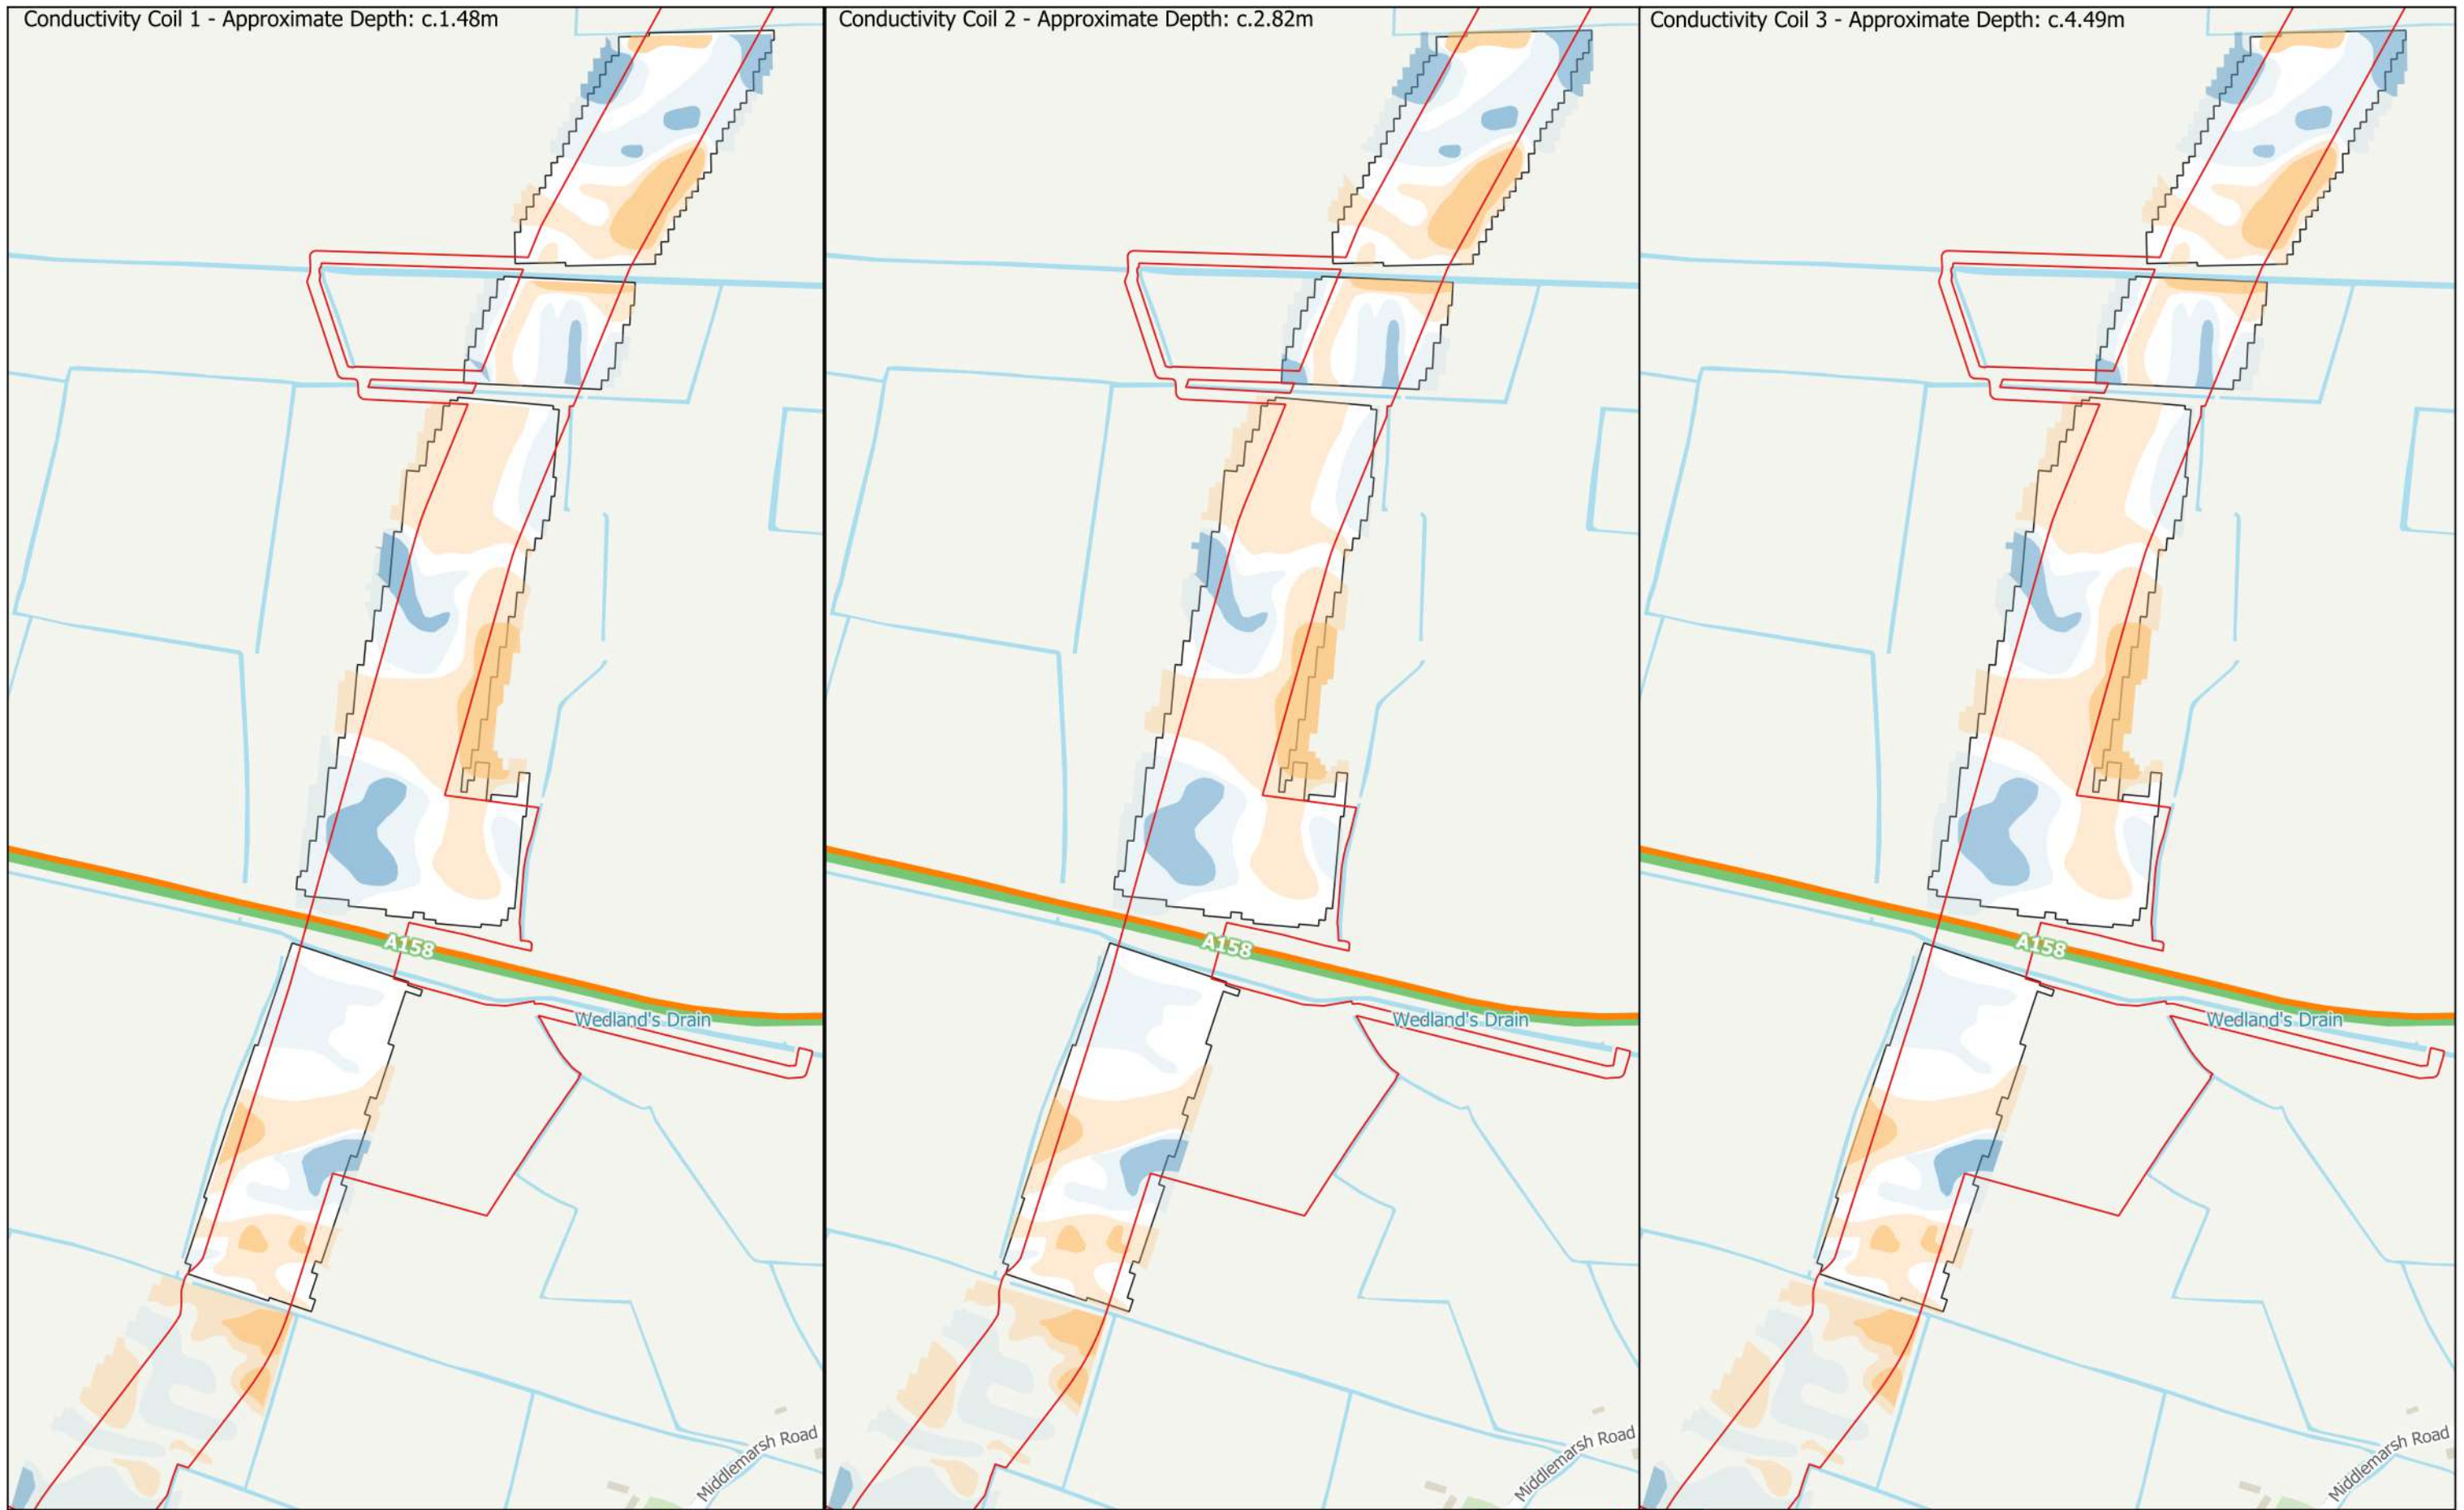 Conductivity Coil 1 - Approximate Depth: c.1.48m
Conductivity Coil 2 - Approximate Depth: c.2.82m
Conductivity Coil 3 - Approximate Depth: c.4.49m
A158
A158
A158
Wedland's Drain
Wedland's Drain
Wedland's Drain
Middlemarsh Road
Middlemarsh Road
Middlemarsh Road